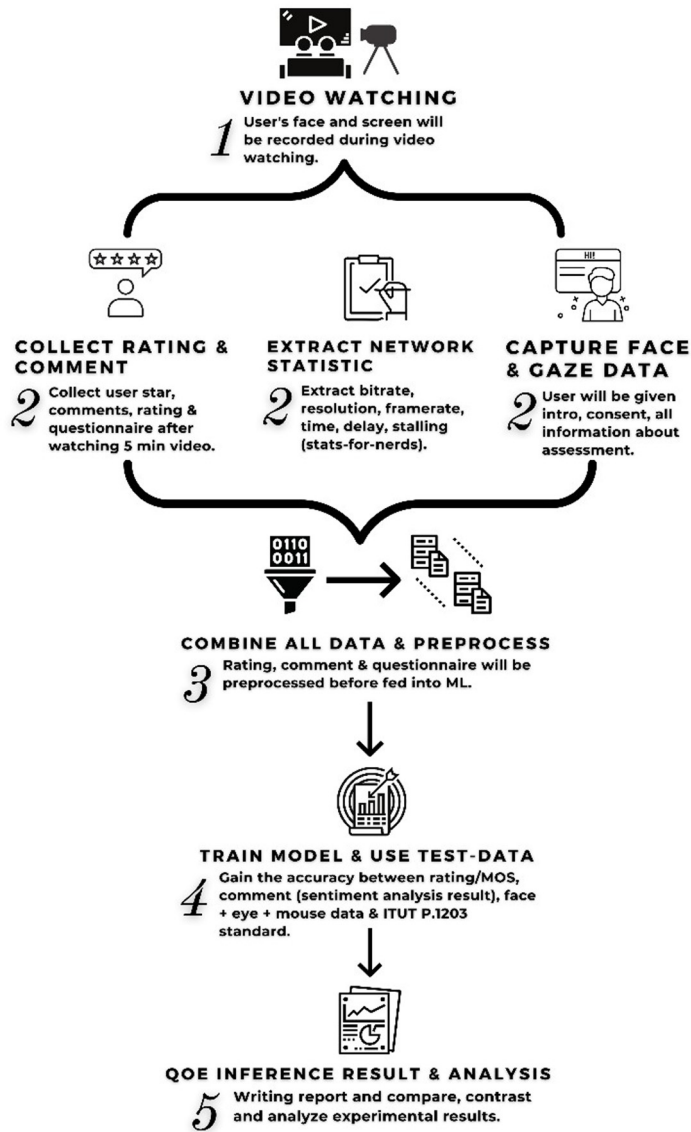 VIDEO WATCHING
1
User's face and screen will
be recorded during video
watching.
COLLECT RATING &
COMMENT
2
Collect user star,
comments, rating &
questionnaire after
watching 5 min video.
EXTRACT NETWORK
STATISTIC
2
Extract bitrate,
resolution, framerate,
time, delay, stalling
(stats-for-nerds).
HI!
CAPTURE FACE
& GAZE DATA
2
User will be given
intro, consent, all
information about
assessment.
0110
0011
COMBINE ALL DATA & PREPROCESS
3
Rating, comment & questionnaire will be
preprocessed before fed into ML.
TRAIN MODEL & USE TEST-DATA
4
Gain the accuracy between rating/MOS,
comment (sentiment analysis result), face
+ eye + mouse data & ITUT P.1203
standard.
QOE INFERENCE RESULT & ANALYSIS
5
Writing report and compare, contrast
and analyze experimental results.